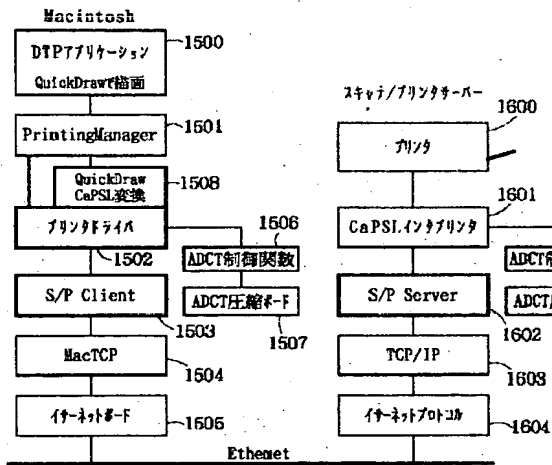 Macintosh
DTPアプリケーション
QuickDrawで描画
1500
PrintingManager
1501
QuickDraw
CaPSL変換
1508
プリンタドライバ
1502
ADCT制御関数
1506
ADCT圧縮ボード
1507
S/P Client
1503
MacTCP
1504
イサーネットボード
1505
Ethernet
スキャナ/プリンタサーバー
プリンタ
1600
CaPSLインタプリンタ
1601
S/P Server
1602
TCP/IP
1603
イサーネットプロトコル
1604
ADCT
ADCT